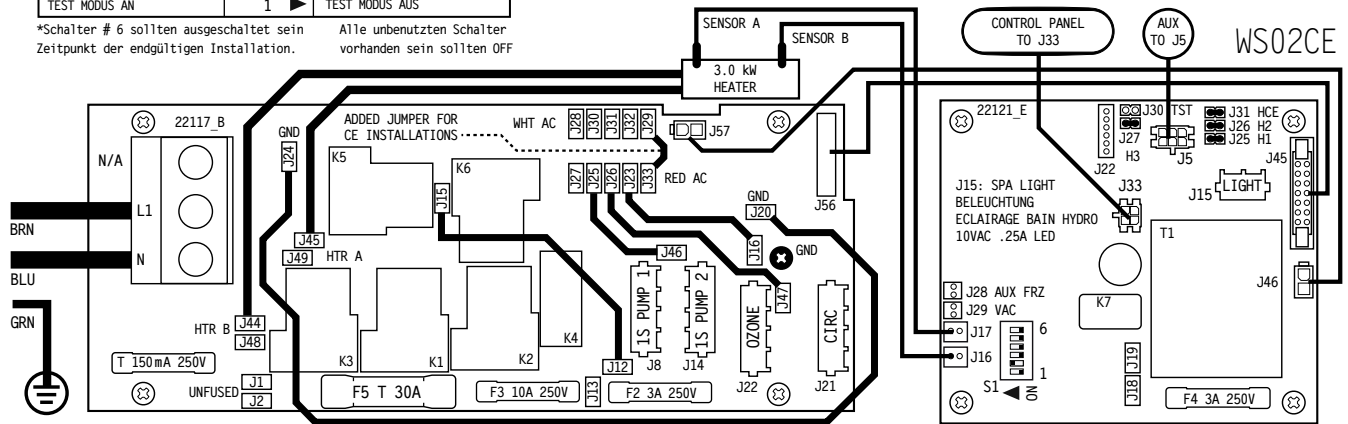 TEST MODUS AN 1 ▶ TEST MODUS AUS
*Schalter # 6 sollten ausgeschaltet sein
Zeitpunkt der endgültigen Installation.
Alle unbenutzten Schalter
vorhanden sein sollten OFF
SENSOR A
SENSOR B
3.0 kW
HEATER
CONTROL PANEL
TO J33
AUX
TO J5
WS02CE
22117_B
N/A
L1
N
BRN
BLU
GRN
GND
J24
ADDED JUMPER FOR
CE INSTALLATIONS
WHT AC
J28
J30
J31
J32
J29
J57
K5
K6
J15
J27
J25
J26
J23
J33
RED AC
J56
GND
J20
J45
J49
HTR A
J46
J16
GND
J47
HTR B
J44
J48
K3
K1
K2
K4
1S PUMP 1
J8
1S PUMP 2
J14
OZONE
J22
CIRC
J21
J12
T 150mA 250V
UNFUSED
J1
J2
F5 T 30A
F3 10A 250V
J13
F2 3A 250V
22121_E
J22
J30 TST
J27
H3
J5
J31 HCE
J26 H2
J25 H1
J45
J15: SPA LIGHT
BELEUCHTUNG
ECLAIRAGE BAIN HYDRO
10VAC .25A LED
J33
J15
LIGHT
T1
J46
K7
J28 AUX FRZ
J29 VAC
J17
J16
6
1
S1
ON
J19
J18
F4 3A 250V